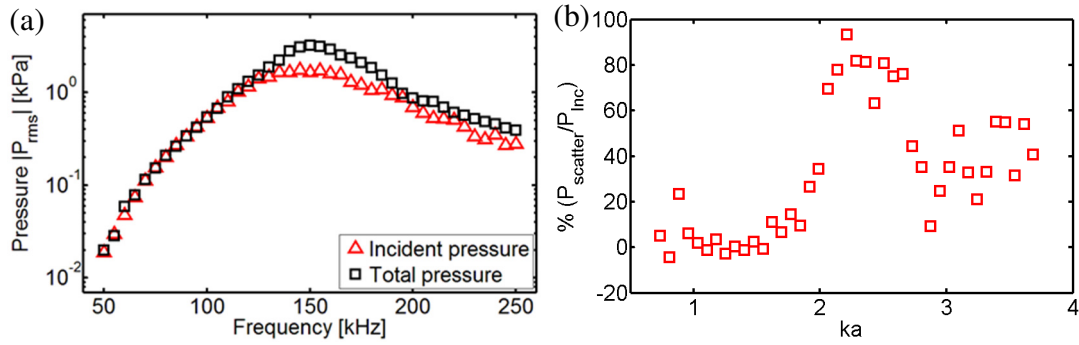 (a)
Pressure |P_rms| [kPa]
10^0
10^-1
10^-2
50 100 150 200 250
Frequency [kHz]
Incident pressure
Total pressure
(b)
% (P_scatter/P_Inc)
100
80
60
40
20
0
-20
1 2 3 4
ka